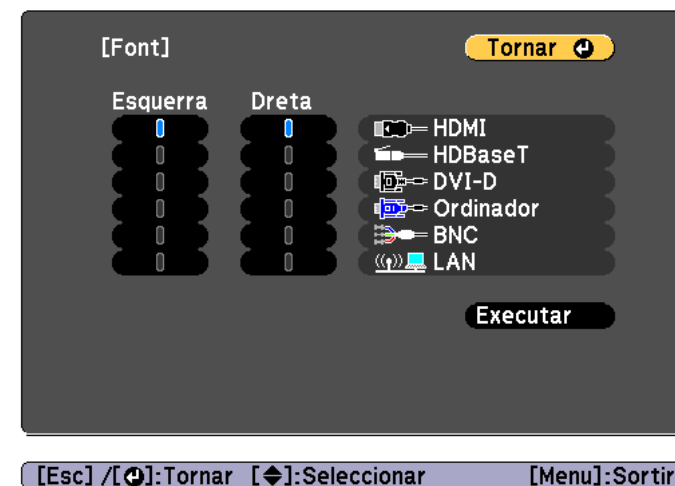 [Font]
Tornar
Esquerra Dreta
HDMI
HDBaseT
DVI-D
Ordinador
BNC
LAN
Executar
[Esc] /[⏎]:Tornar [◆]:Seleccionar [Menu]:Sortir